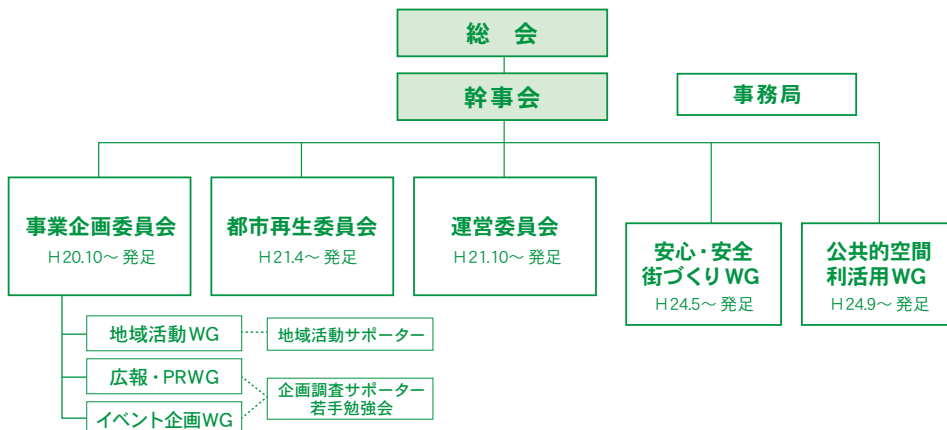 総　会
幹事会
事務局
事業企画委員会
H20.10～ 発足
都市再生委員会
H21.4～ 発足
運営委員会
H21.10～ 発足
安心・安全
街づくりWG
H24.5～ 発足
公共的空間
利活用WG
H24.9～ 発足
地域活動WG
地域活動サポーター
広報・PRWG
企画調査サポーター
若手勉強会
イベント企画WG